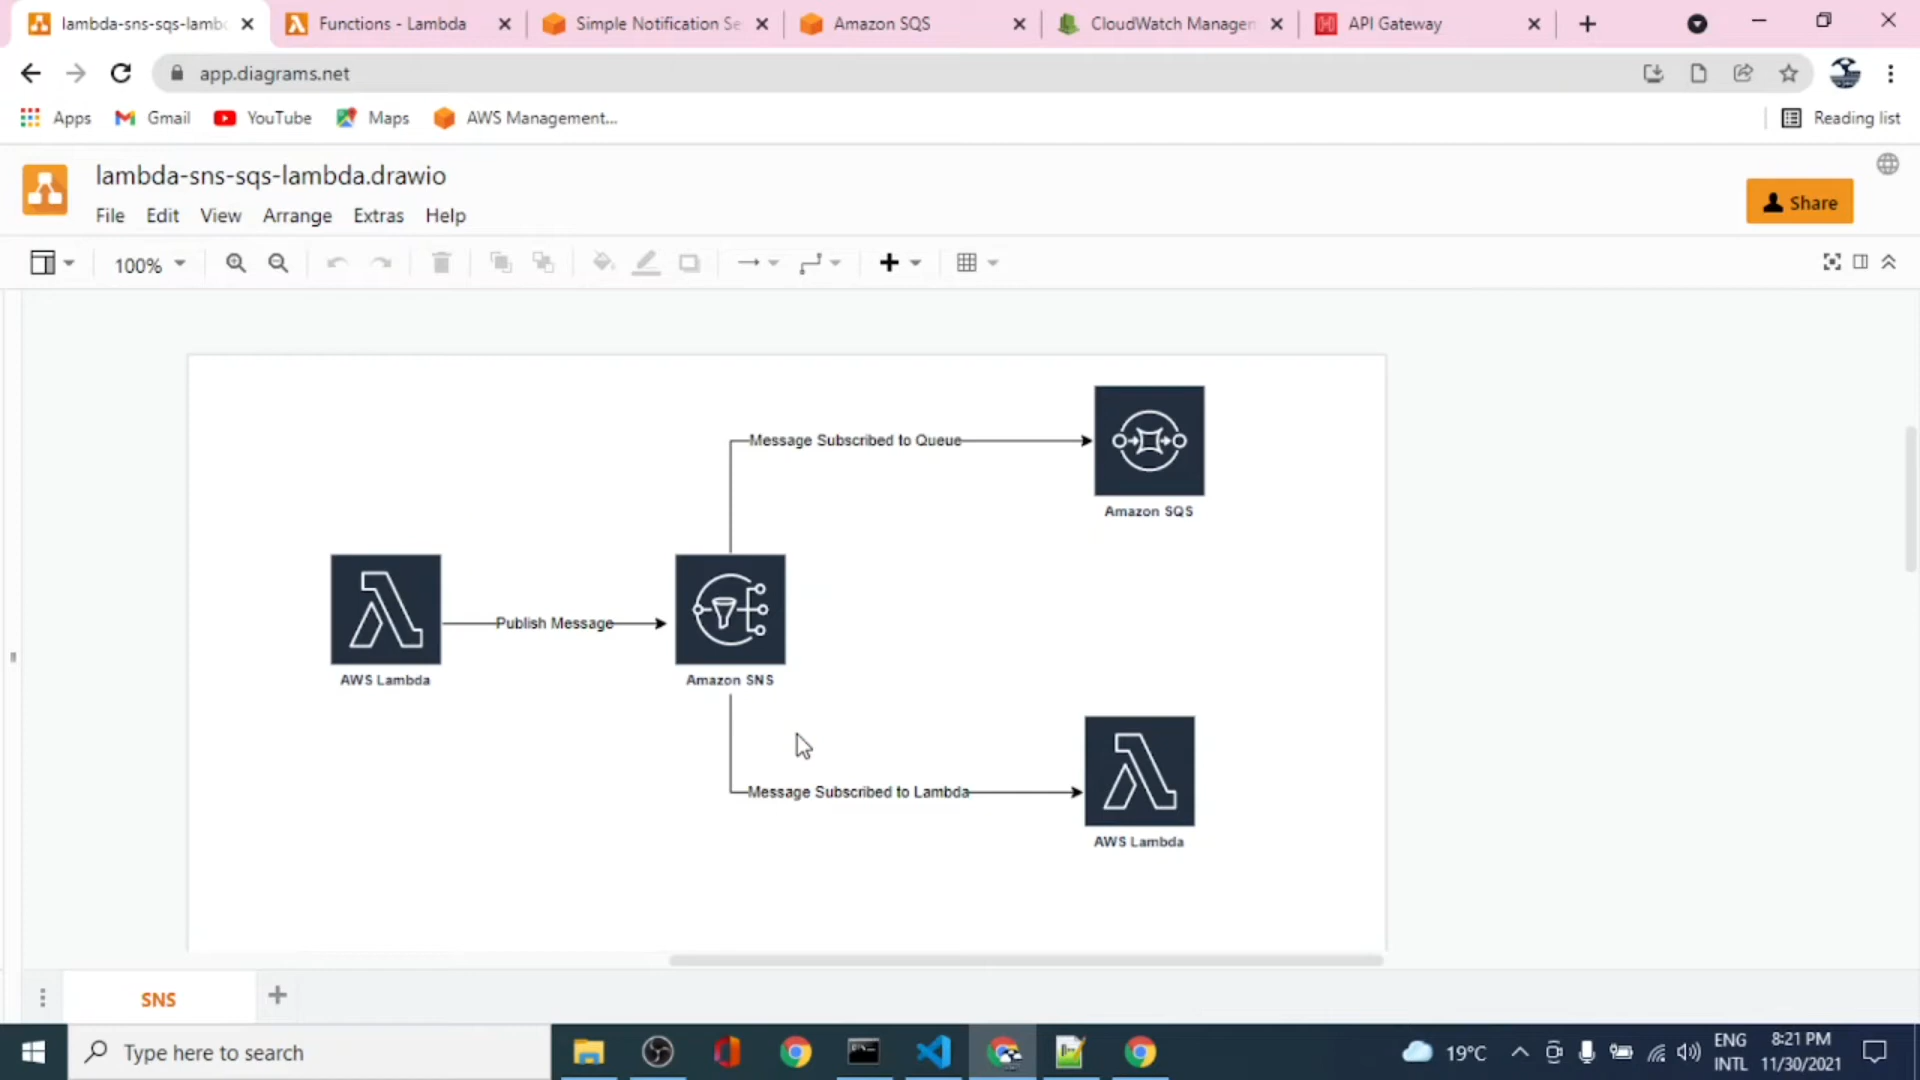 lambda-sns-sqs-lambd
Functions - Lambda
Simple Notification Se
Amazon SQS
CloudWatch Managem
API Gateway
app.diagrams.net
Apps
Gmail
YouTube
Maps
AWS Management...
Reading list
lambda-sns-sqs-lambda.drawio
File Edit View Arrange Extras Help
Share
100%
Message Subscribed to Queue
Amazon SQS
Publish Message
AWS Lambda
Amazon SNS
Message Subscribed to Lambda
AWS Lambda
SNS
Type here to search
19°C
ENG
INTL
8:21 PM
11/30/2021